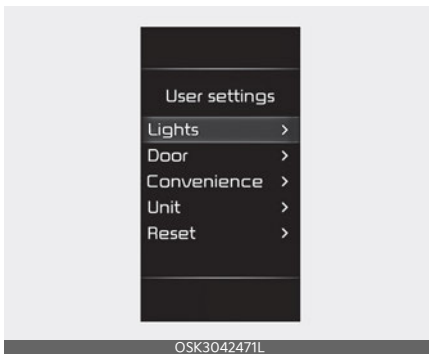 User settings
Lights >
Door >
Convenience >
Unit >
Reset >
OSK3042471L